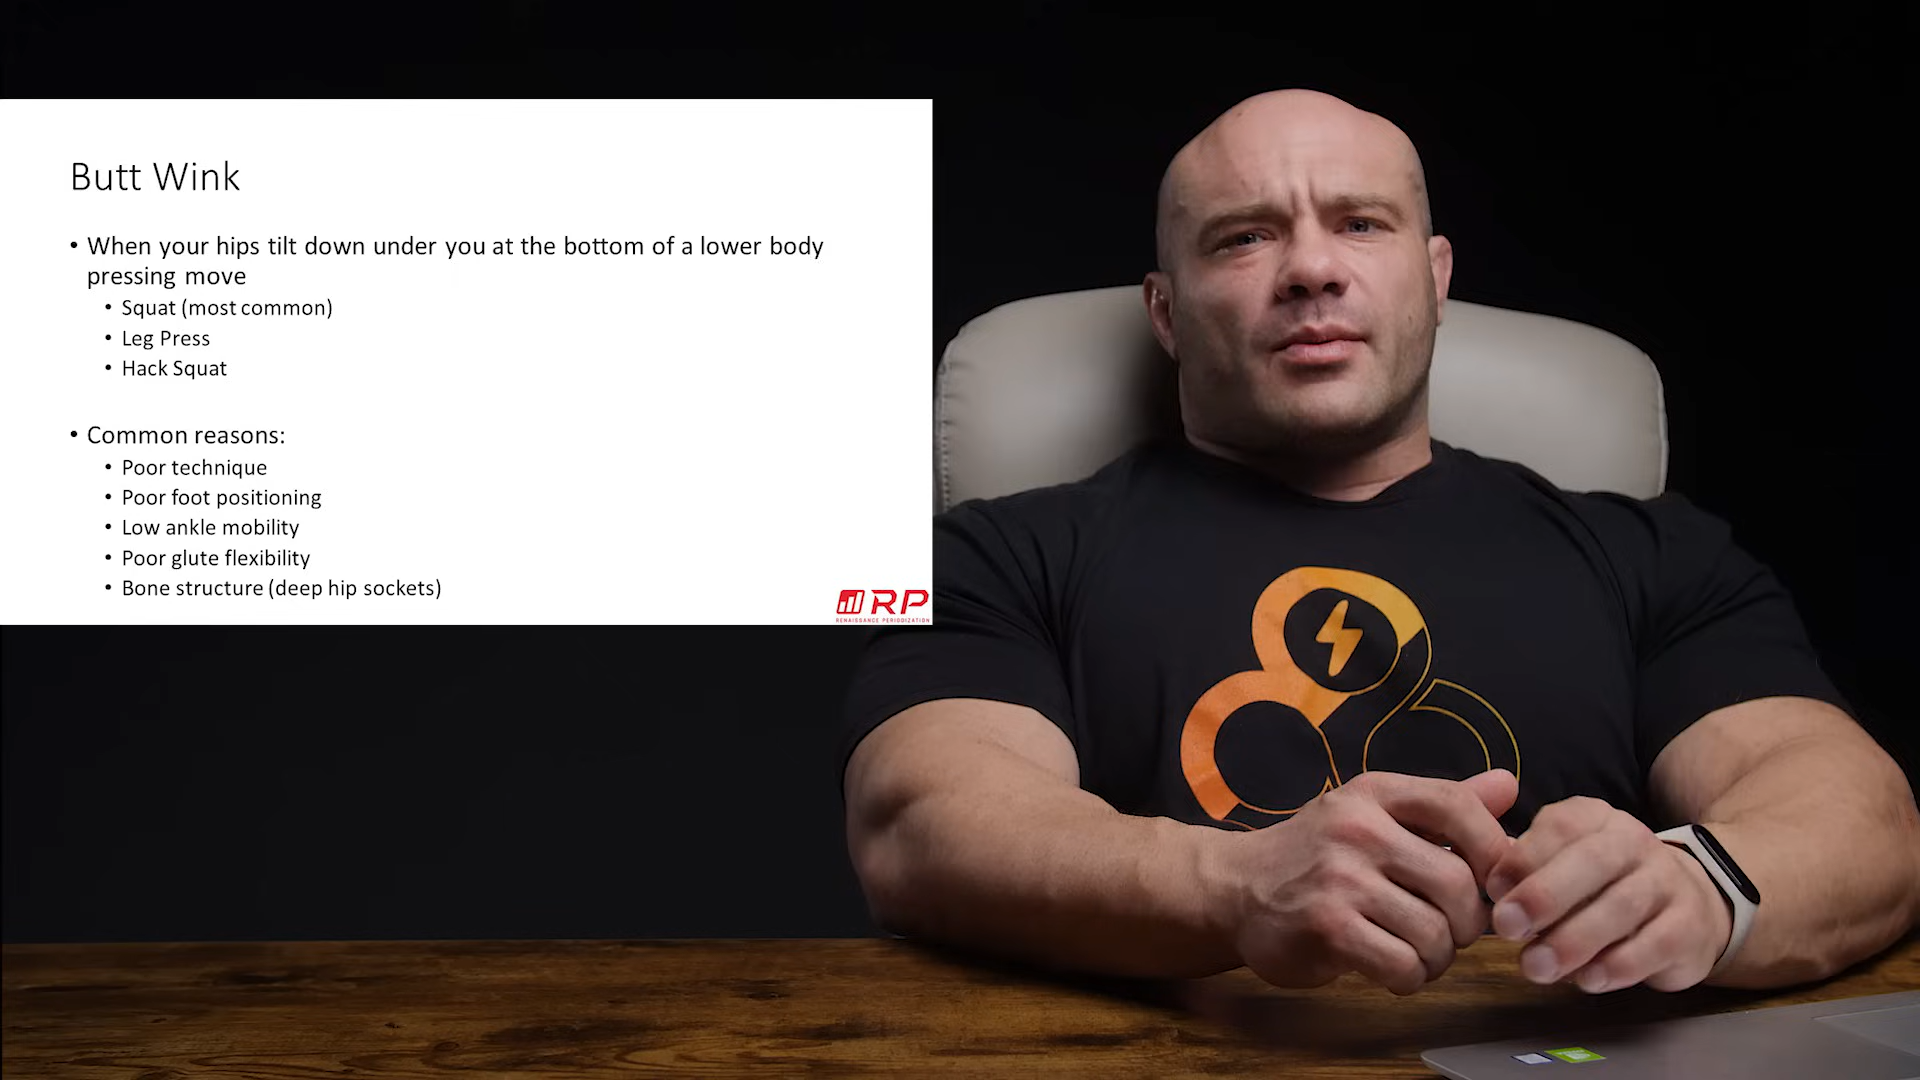 Butt Wink
• When your hips tilt down under you at the bottom of a lower body
pressing move
• Squat (most common)
• Leg Press
• Hack Squat
• Common reasons:
• Poor technique
• Poor foot positioning
• Low ankle mobility
• Poor glute flexibility
• Bone structure (deep hip sockets)
RP
RENAISSANCE PERIODIZATION